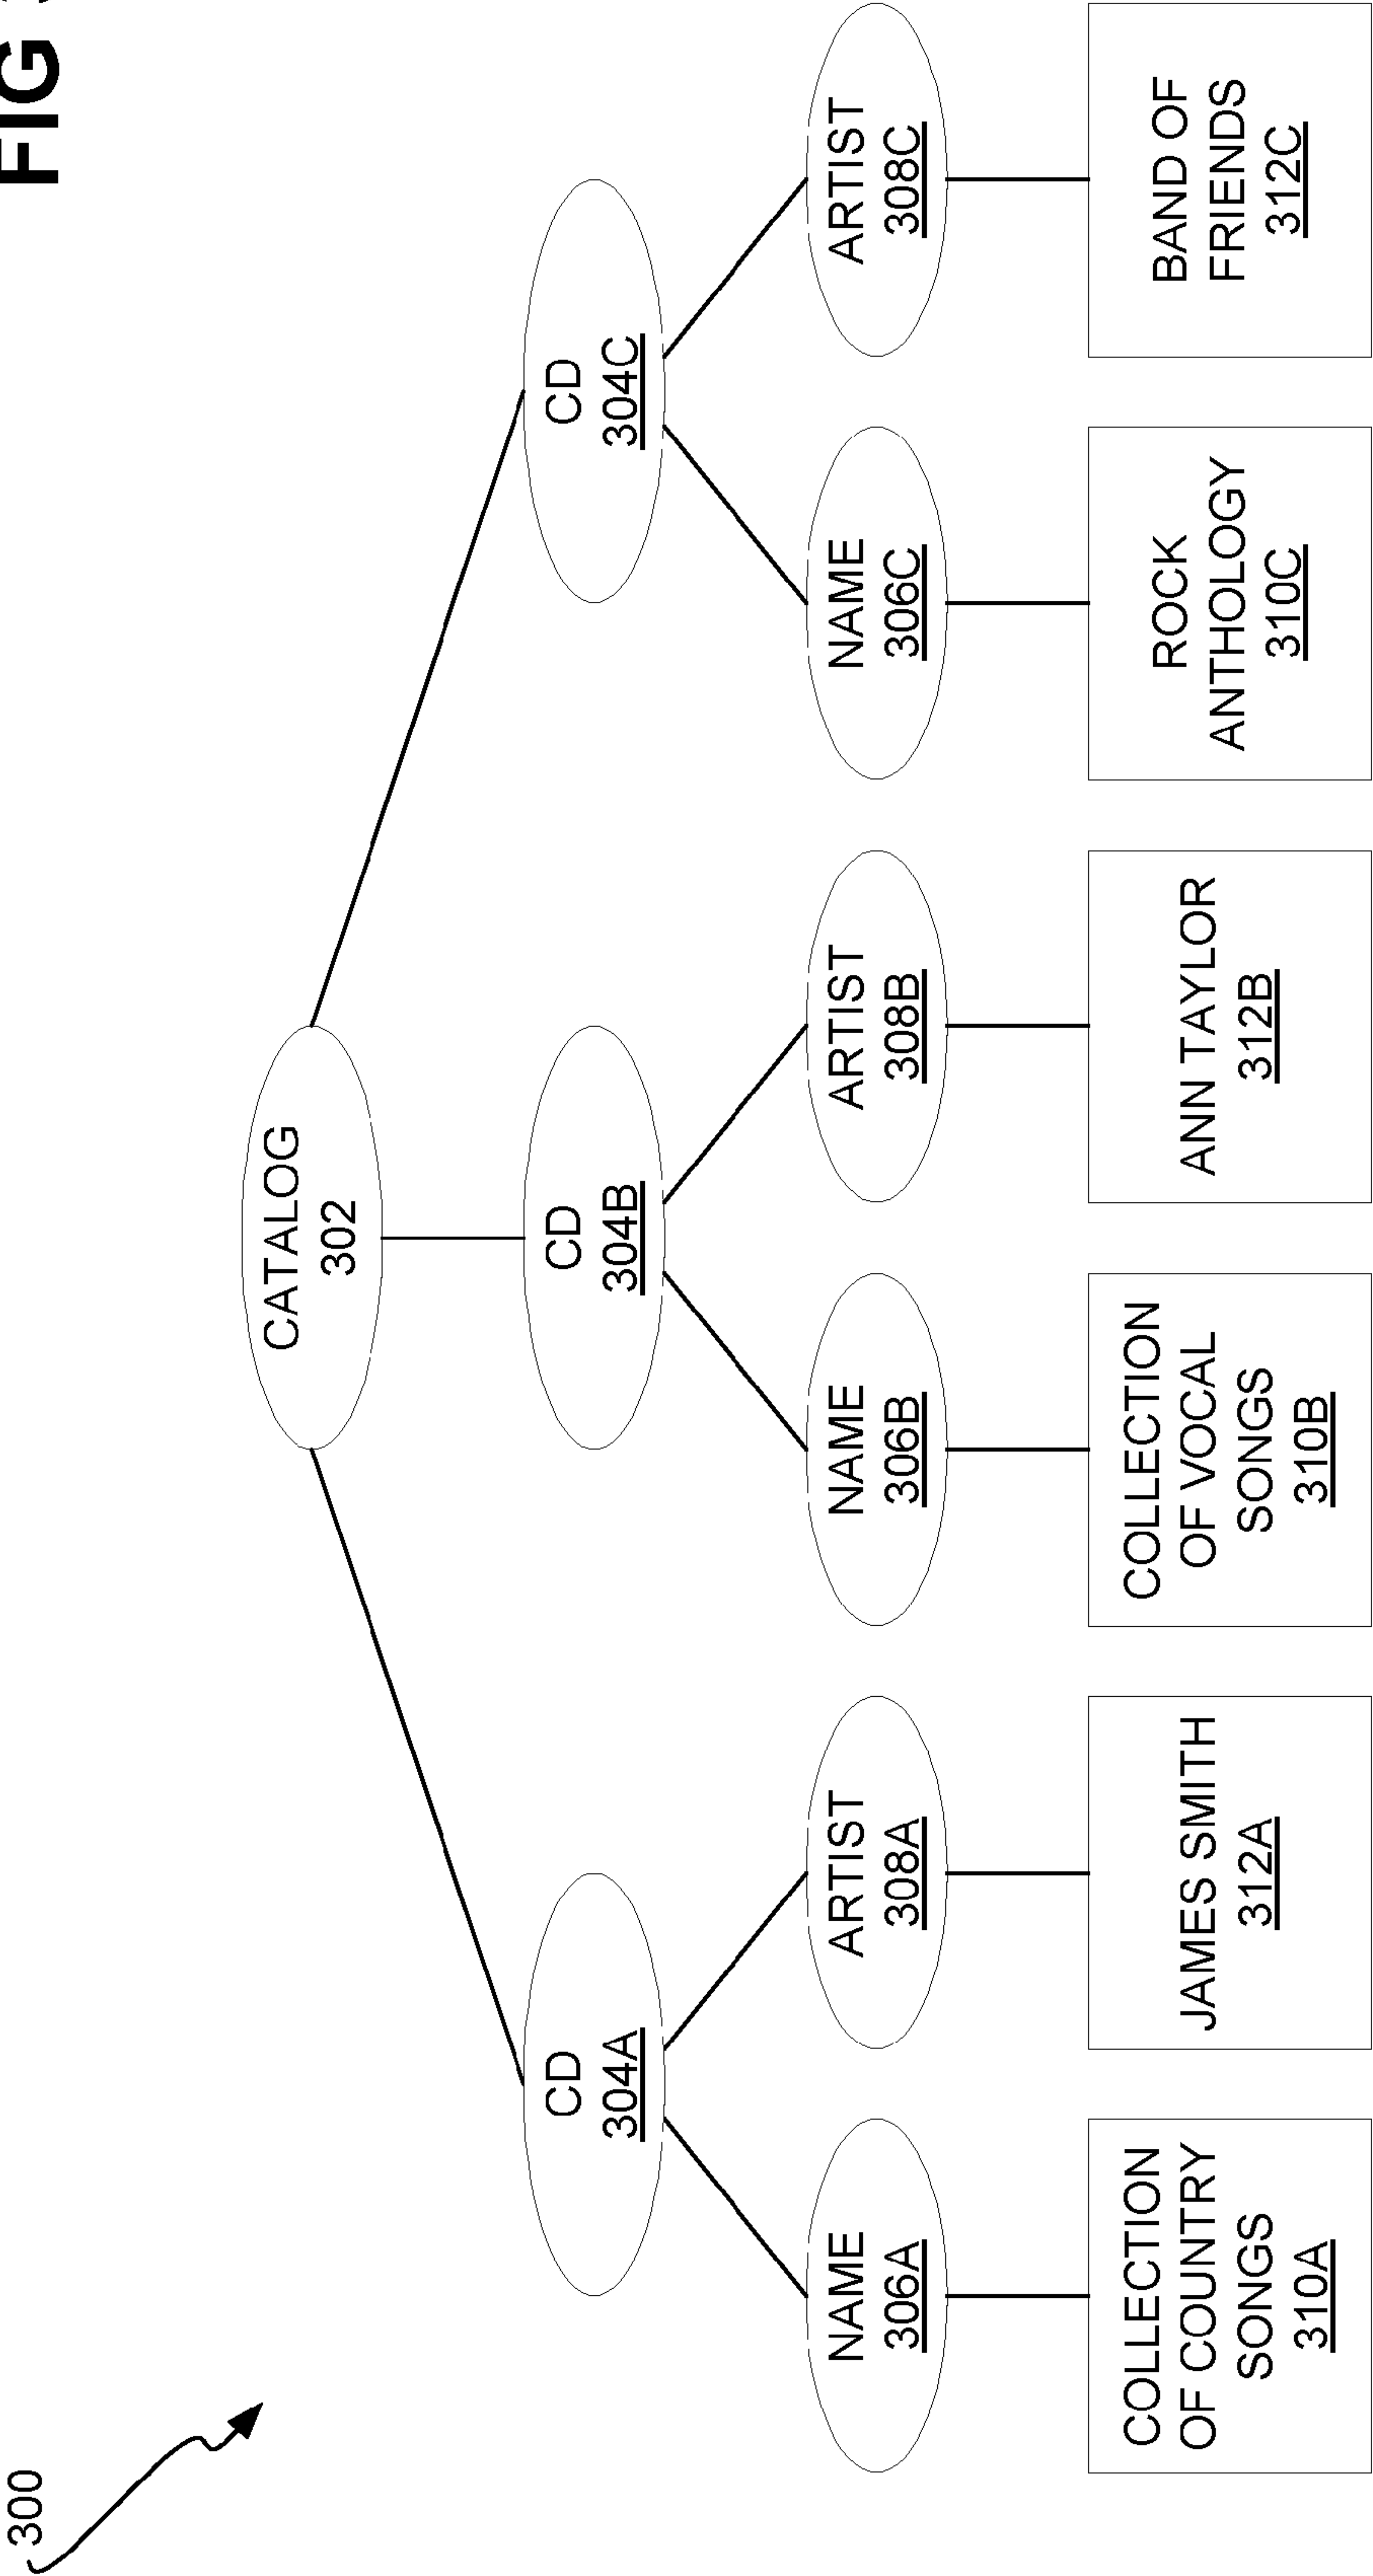 FIG
300
CATALOG
302
CD
304A
CD
304B
CD
304C
NAME
306A
ARTIST
308A
NAME
306B
ARTIST
308B
NAME
306C
ARTIST
308C
COLLECTION
OF COUNTRY
SONGS
310A
JAMES SMITH
312A
COLLECTION
OF VOCAL
SONGS
310B
ANN TAYLOR
312B
ROCK
ANTHOLOGY
310C
BAND OF
FRIENDS
312C